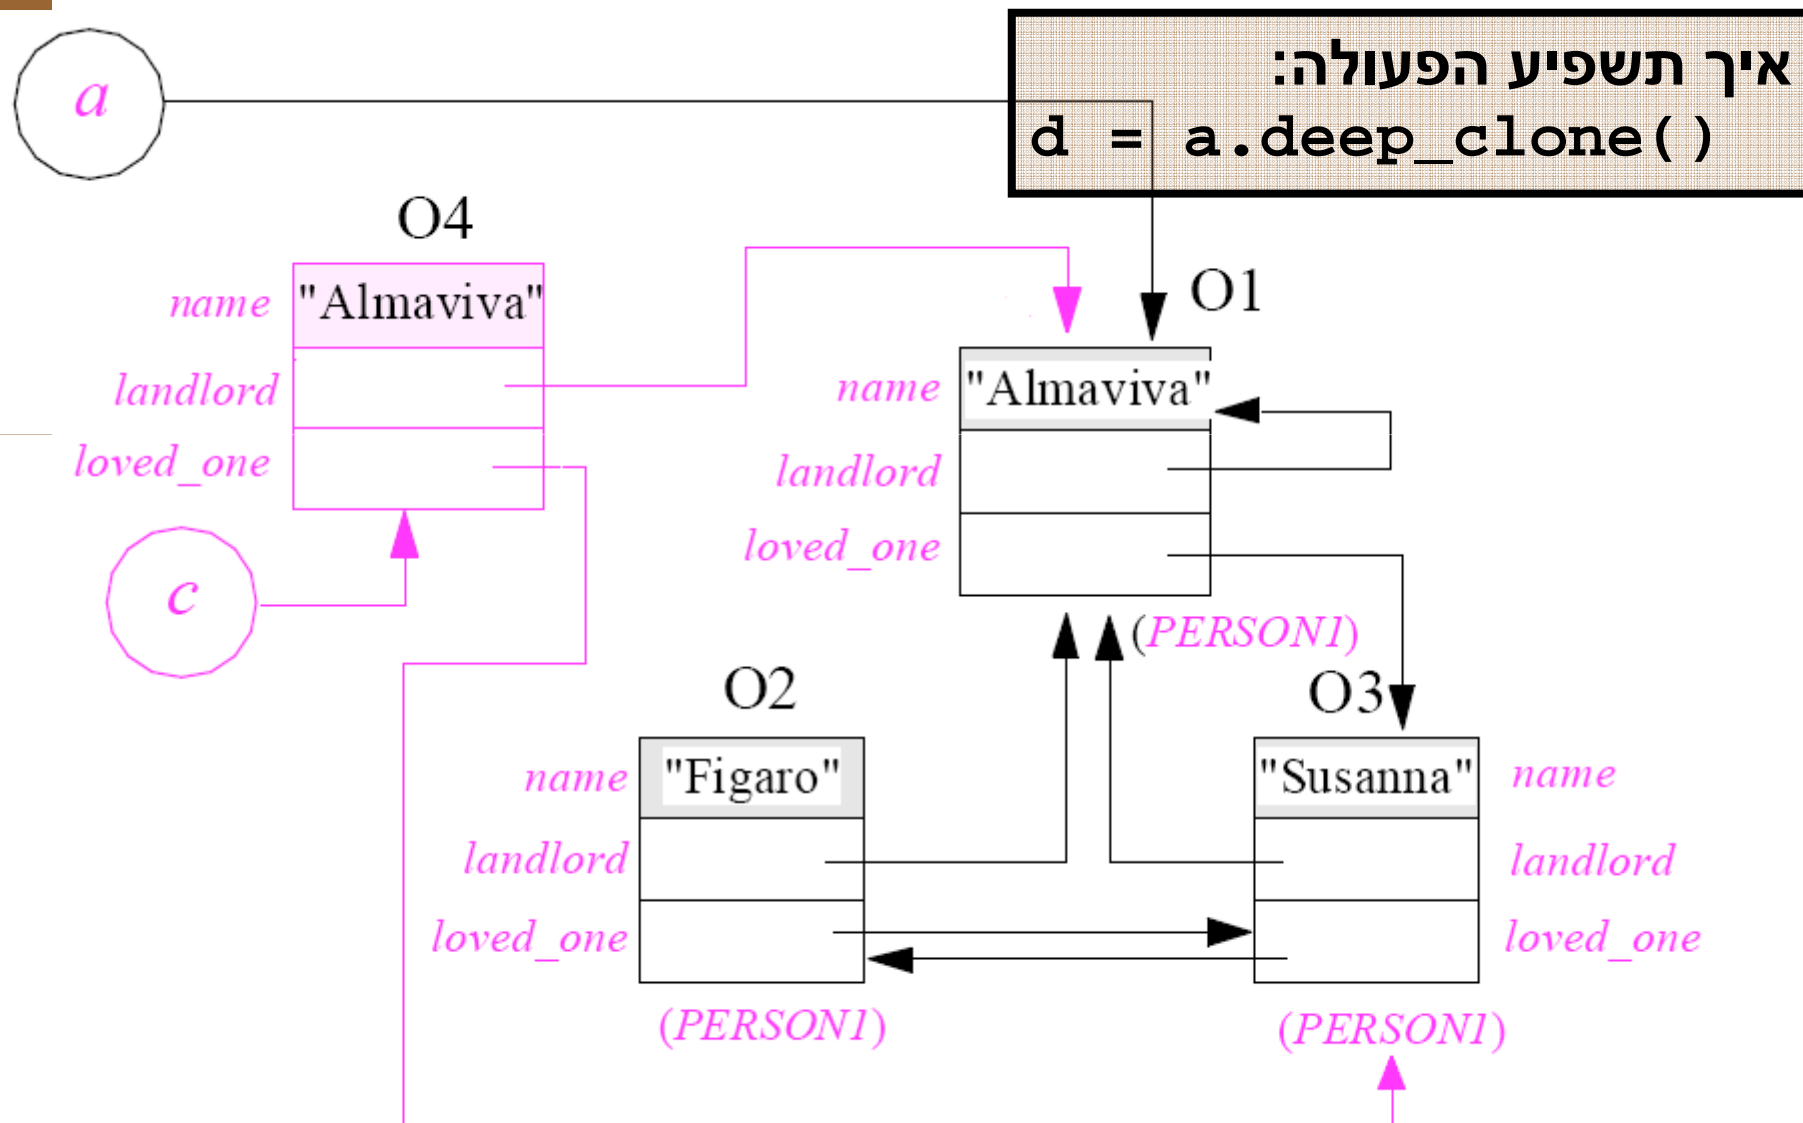 איך תשפיע הפעולה:
d = a.deep_clone()
a
O4
name "Almaviva"
landlord
loved_one
c
O1
name "Almaviva"
landlord
loved_one
(PERSON1)
O2
name "Figaro"
landlord
loved_one
(PERSON1)
O3
"Susanna" name
landlord
loved_one
(PERSON1)